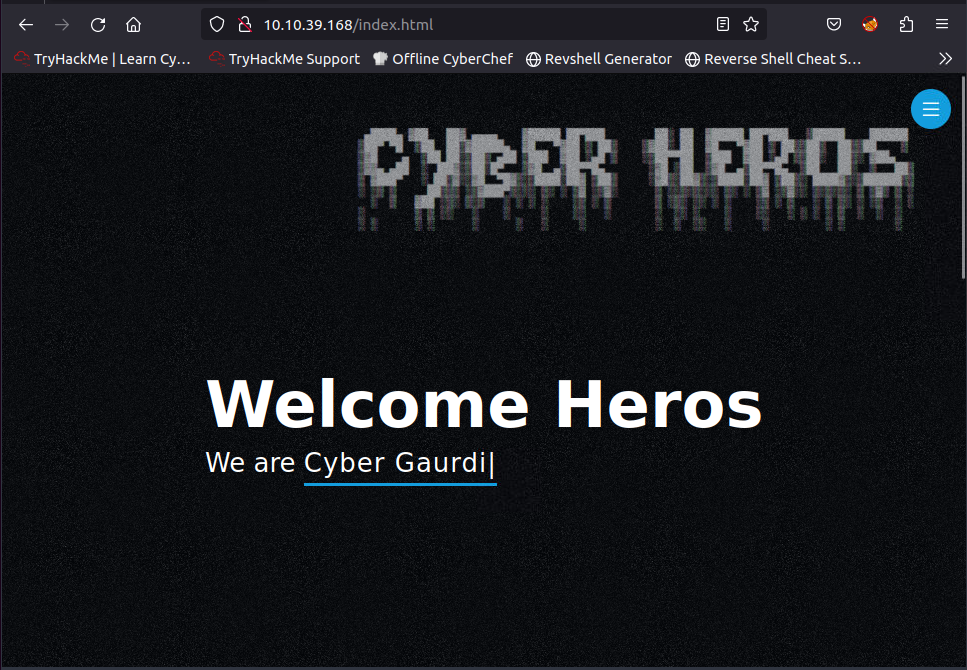 10.10.39.168/index.html
TryHackMe | Learn Cy... TryHackMe Support Offline CyberChef Revshell Generator Reverse Shell Cheat S...
CYBER HEROS
Welcome Heros
We are Cyber Gaurdi|